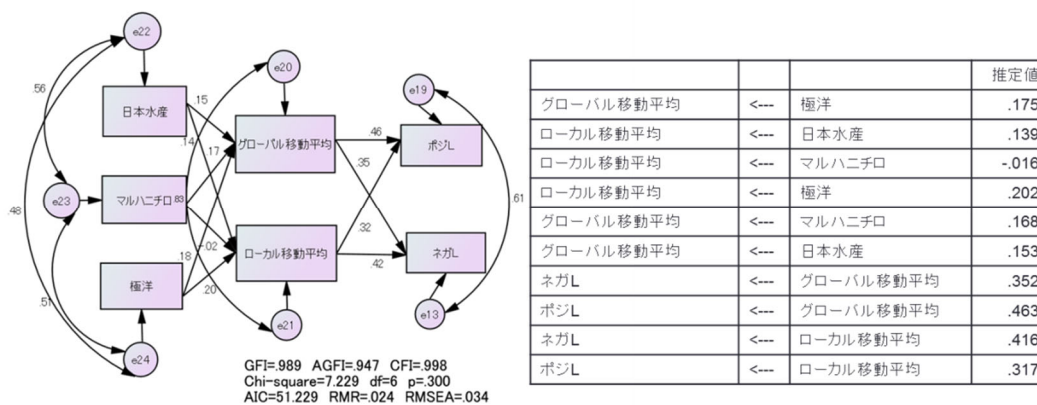 e22
e20
e19
.56
日本水産
.15
.46
.14
グローバル移動平均
ポジL
.17
.35
e23
マルハニチロ
.83
.61
.48
.32
-.02
ローカル移動平均
.42
ネガL
.18
極洋
.20
.51
e21
e13
e24
GFI=.989 AGFI=.947 CFI=.998
Chi-square=7.229 df=6 p=.300
AIC=51.229 RMR=.024 RMSEA=.034
推定値
グローバル移動平均 <--- 極洋 .175
ローカル移動平均 <--- 日本水産 .139
ローカル移動平均 <--- マルハニチロ -.016
ローカル移動平均 <--- 極洋 .202
グローバル移動平均 <--- マルハニチロ .168
グローバル移動平均 <--- 日本水産 .153
ネガL <--- グローバル移動平均 .352
ポジL <--- グローバル移動平均 .463
ネガL <--- ローカル移動平均 .416
ポジL <--- ローカル移動平均 .317